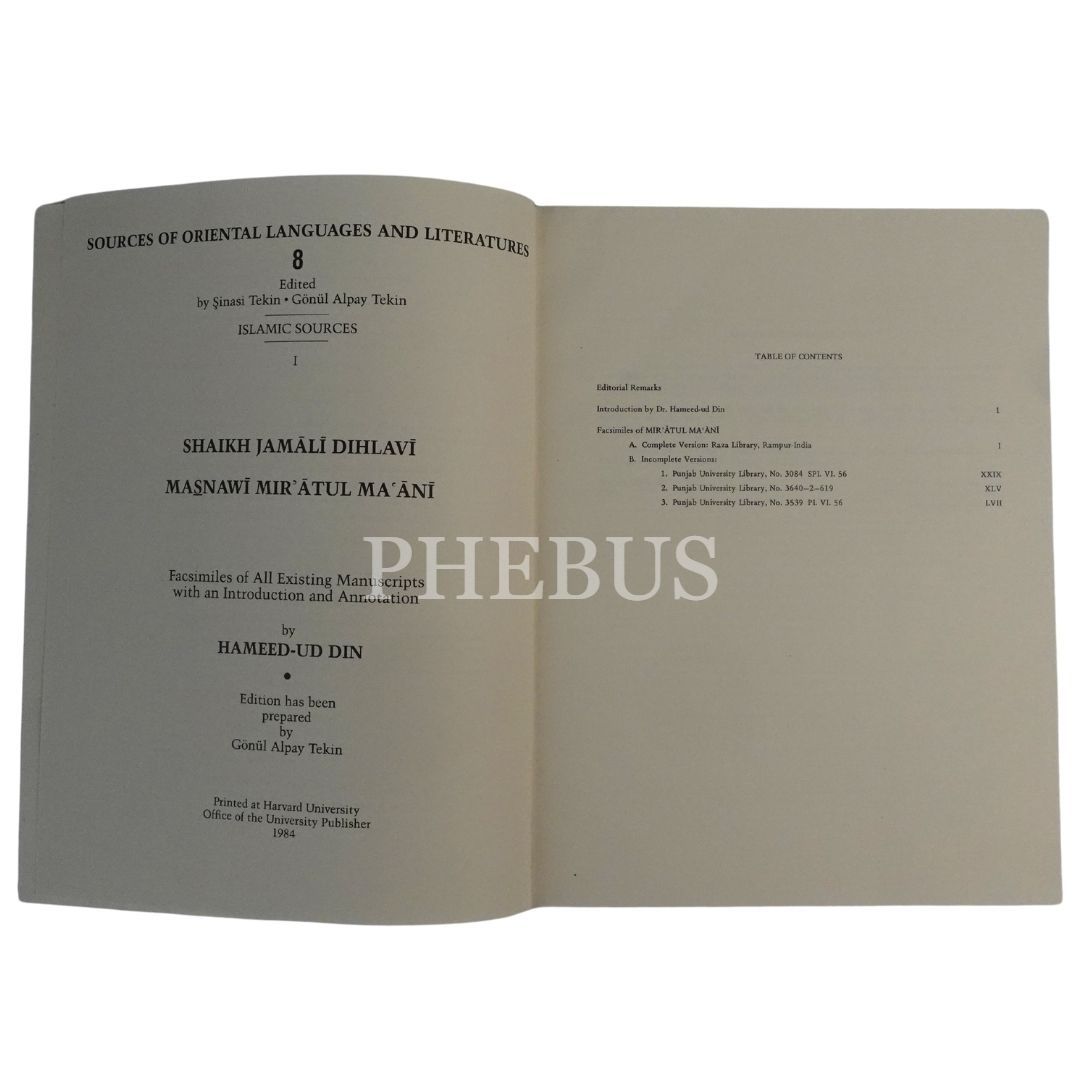 SOURCES OF ORIENTAL LANGUAGES AND LITERATURES
8
Edited
by Şinasi Tekin • Gönül Alpay Tekin
ISLAMIC SOURCES
I
SHAIKH JAMĀLĪ DIHLAVĪ
MAS̱NAWĪ MIRʾĀTUL MAʿĀNĪ
Facsimiles of All Existing Manuscripts
with an Introduction and Annotation
by
HAMEED-UD DIN
•
Edition has been
prepared
by
Gönül Alpay Tekin
Printed at Harvard University
Office of the University Publisher
1984
TABLE OF CONTENTS
Editorial Remarks
Introduction by Dr. Hameed-ud Din 1
Facsimiles of MIRʾÂTUL MAʿÂNÎ
A. Complete Version: Raza Library, Rampur-India I
B. Incomplete Versions:
1. Punjab University Library, No. 3084 SPI. VI. 56 XXIX
2. Punjab University Library, No. 3640-2-619 XLV
3. Punjab University Library, No. 3539 PI. VI. 56 LVII
PHEBUS